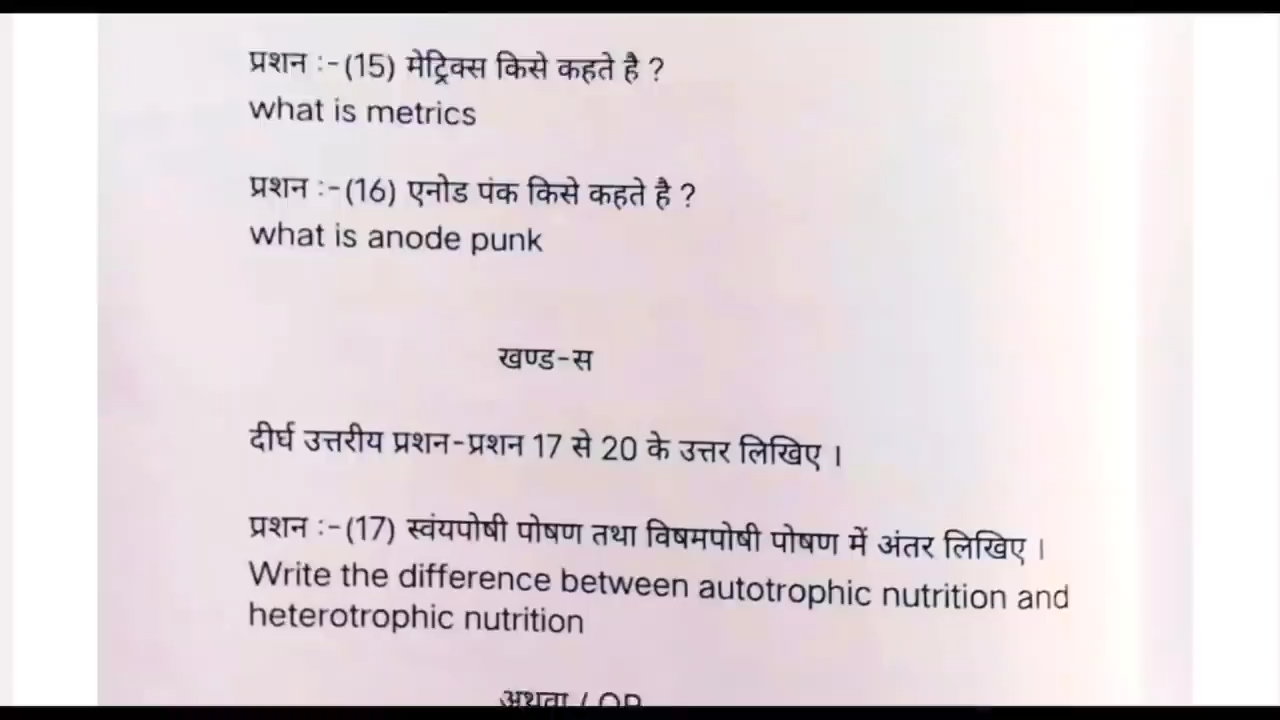 प्रशन :-(15) मेट्रिक्स किसे कहते है ?
what is metrics
प्रशन :-(16) एनोड पंक किसे कहते है ?
what is anode punk
खण्ड-स
दीर्घ उत्तरीय प्रशन-प्रशन 17 से 20 के उत्तर लिखिए ।
प्रशन :-(17) स्वंयपोषी पोषण तथा विषमपोषी पोषण में अंतर लिखिए ।
Write the difference between autotrophic nutrition and
heterotrophic nutrition
अथवा / OR